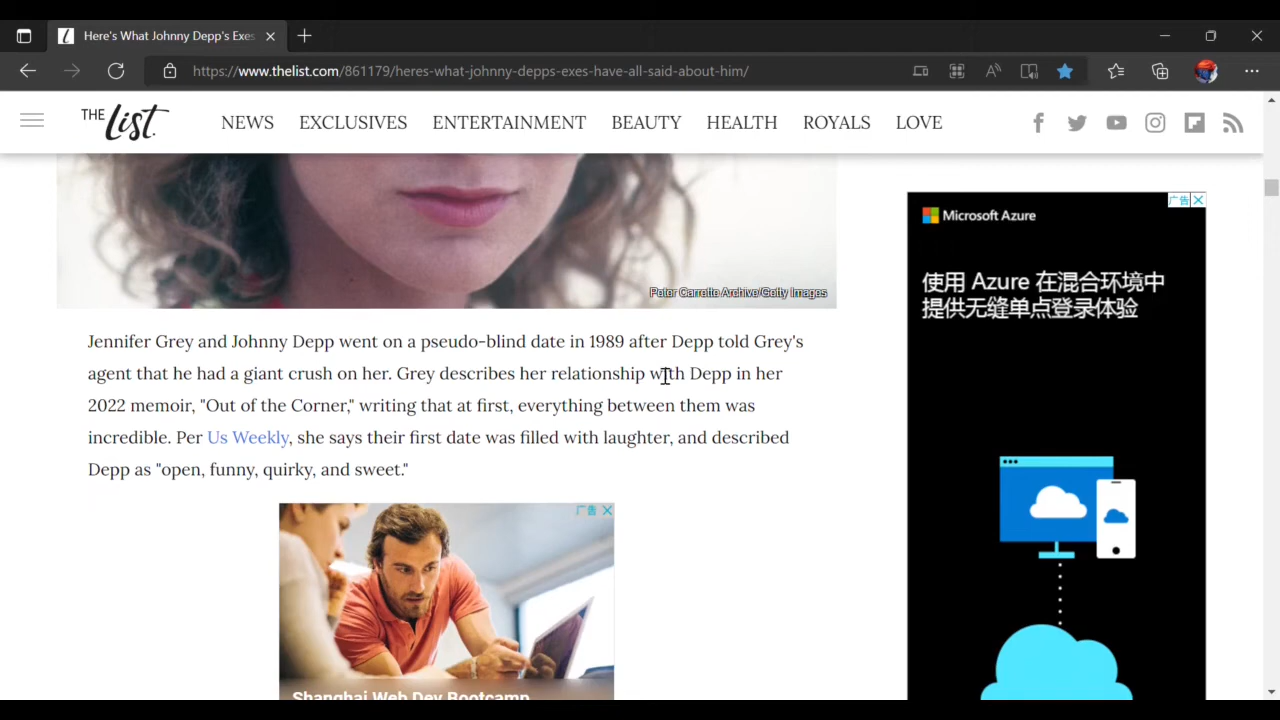 Here's What Johnny Depp's Exes
https://www.thelist.com/861179/heres-what-johnny-depps-exes-have-all-said-about-him/
THE List
NEWS EXCLUSIVES ENTERTAINMENT BEAUTY HEALTH ROYALS LOVE
Peter Carrette Archive/Getty Images
Jennifer Grey and Johnny Depp went on a pseudo-blind date in 1989 after Depp told Grey's
agent that he had a giant crush on her. Grey describes her relationship with Depp in her
2022 memoir, "Out of the Corner," writing that at first, everything between them was
incredible. Per Us Weekly, she says their first date was filled with laughter, and described
Depp as "open, funny, quirky, and sweet."
广告
Shanghai Web Dev Bootcamp
广告
Microsoft Azure
使用 Azure 在混合环境中
提供无缝单点登录体验